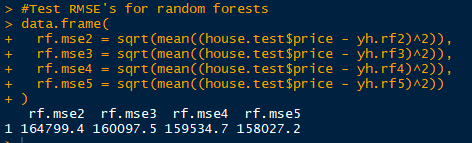 > #Test RMSE's for random forests
> data.frame(
+   rf.mse2 = sqrt(mean((house.test$price - yh.rf2)^2)),
+   rf.mse3 = sqrt(mean((house.test$price - yh.rf3)^2)),
+   rf.mse4 = sqrt(mean((house.test$price - yh.rf4)^2)),
+   rf.mse5 = sqrt(mean((house.test$price - yh.rf5)^2))
+ )
   rf.mse2  rf.mse3  rf.mse4  rf.mse5
1 164799.4 160097.5 159534.7 158027.2
>